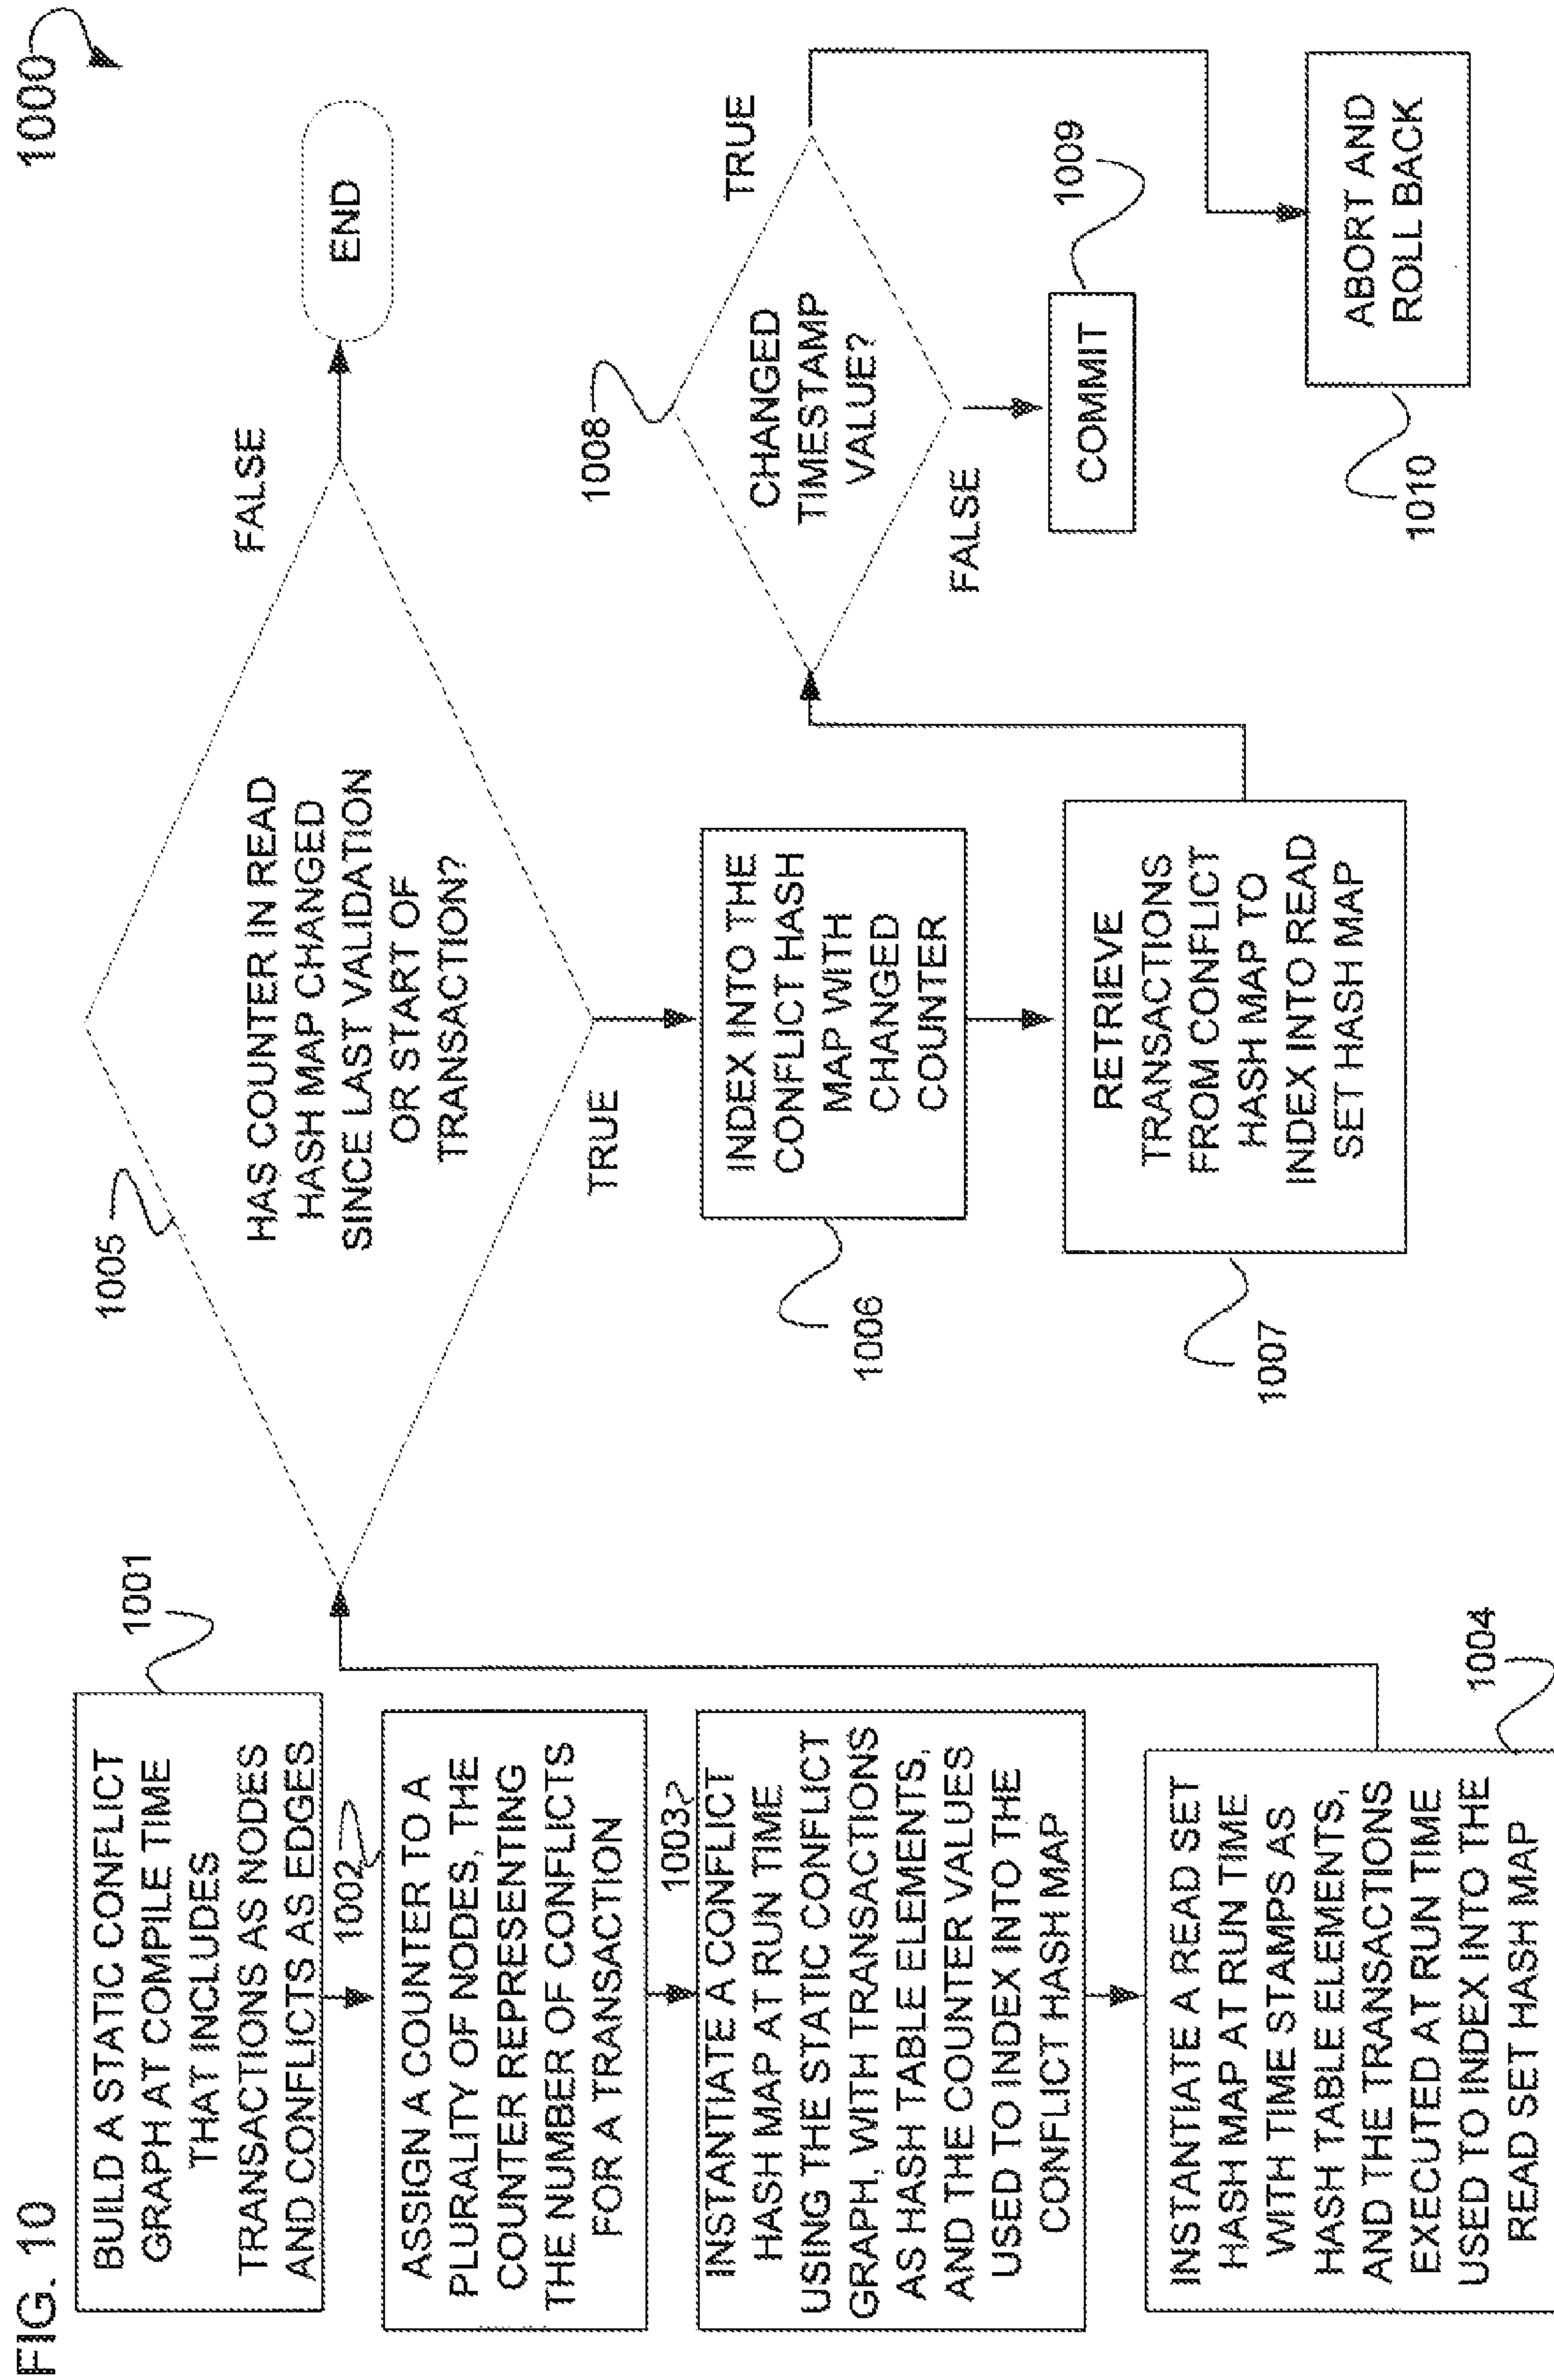 FIG. 10
1000
BUILD A STATIC CONFLICT
GRAPH AT COMPILE TIME
THAT INCLUDES
TRANSACTIONS AS NODES
AND CONFLICTS AS EDGES
1001
1002
ASSIGN A COUNTER TO A
PLURALITY OF NODES, THE
COUNTER REPRESENTING
THE NUMBER OF CONFLICTS
FOR A TRANSACTION
1003
INSTANTIATE A CONFLICT
HASH MAP AT RUN TIME
USING THE STATIC CONFLICT
GRAPH, WITH TRANSACTIONS
AS HASH TABLE ELEMENTS,
AND THE COUNTER VALUES
USED TO INDEX INTO THE
CONFLICT HASH MAP
INSTANTIATE A READ SET
HASH MAP AT RUN TIME
WITH TIME STAMPS AS
HASH TABLE ELEMENTS,
AND THE TRANSACTIONS
EXECUTED AT RUN TIME
USED TO INDEX INTO THE
READ SET HASH MAP
1004
1005
HAS COUNTER IN READ
HASH MAP CHANGED
SINCE LAST VALIDATION
OR START OF
TRANSACTION?
FALSE
END
TRUE
INDEX INTO THE
CONFLICT HASH
MAP WITH
CHANGED
COUNTER
1006
RETRIEVE
TRANSACTIONS
FROM CONFLICT
HASH MAP TO
INDEX INTO READ
SET HASH MAP
1007
1008
CHANGED
TIMESTAMP
VALUE?
TRUE
FALSE
COMMIT
1009
ABORT AND
ROLL BACK
1010